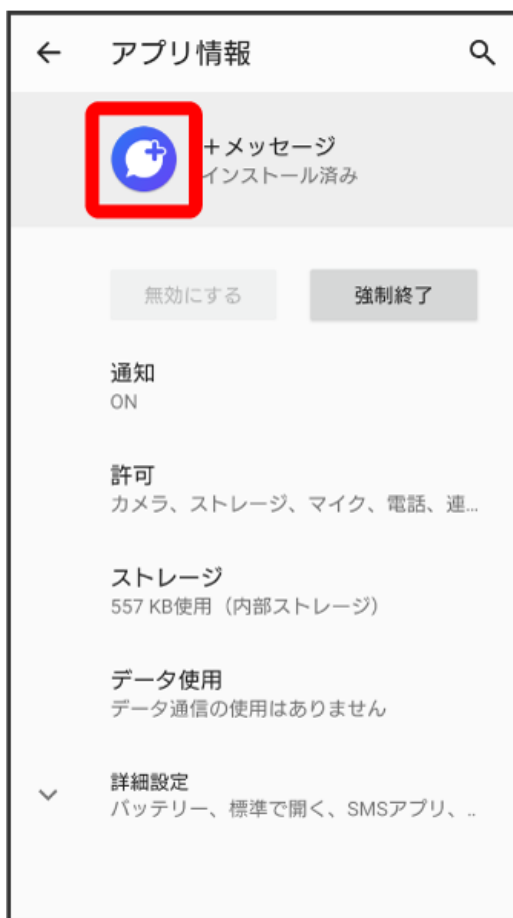 アプリ情報
+メッセージ
インストール済み
無効にする
強制終了
通知
ON
許可
カメラ、ストレージ、マイク、電話、連...
ストレージ
557 KB使用（内部ストレージ）
データ使用
データ通信の使用はありません
詳細設定
バッテリー、標準で開く、SMSアプリ、..